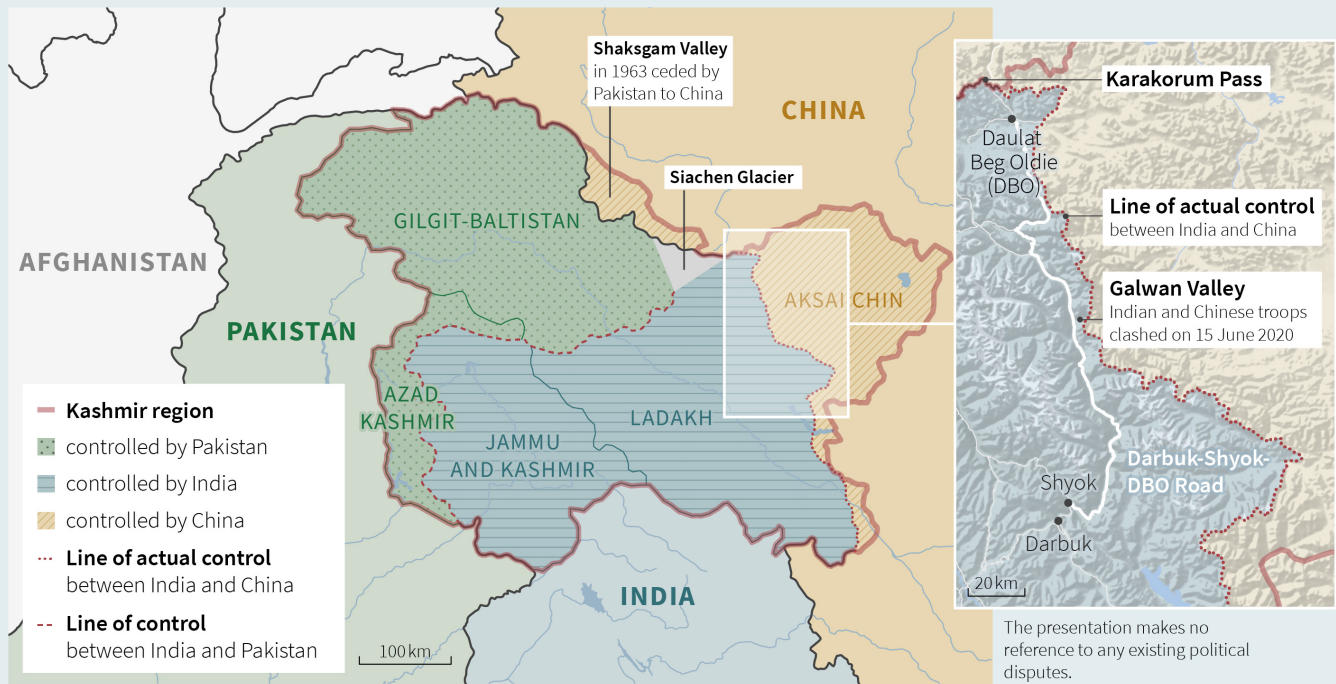 Shaksgam Valley
in 1963 ceded by
Pakistan to China
CHINA
Siachen Glacier
GILGIT-BALTISTAN
AFGHANISTAN
AKSAI CHIN
PAKISTAN
AZAD
KASHMIR
LADAKH
JAMMU
AND KASHMIR
INDIA
Kashmir region
controlled by Pakistan
controlled by India
controlled by China
Line of actual control
between India and China
Line of control
between India and Pakistan
100 km
Karakorum Pass
Daulat
Beg Oldie
(DBO)
Line of actual control
between India and China
Galwan Valley
Indian and Chinese troops
clashed on 15 June 2020
Darbuk-Shyok-
DBO Road
Shyok
Darbuk
20 km
The presentation makes no
reference to any existing political
disputes.